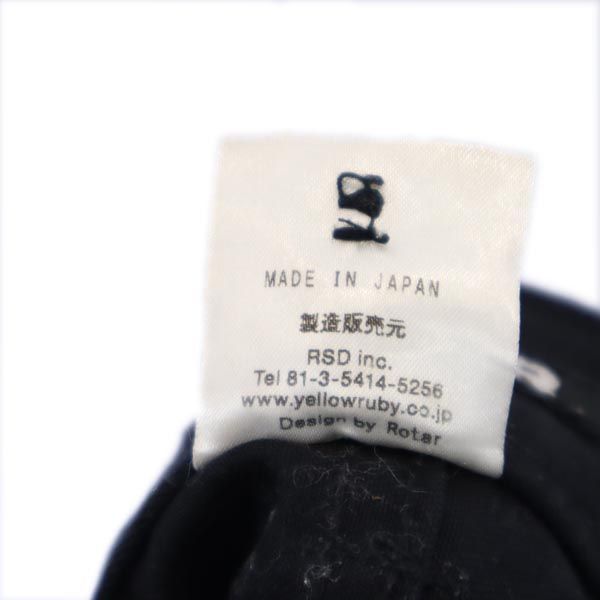 MADE IN JAPAN
製造販売元
RSD inc.
Tel 81-3-5414-5256
www.yellowruby.co.jp
Design by Rotar